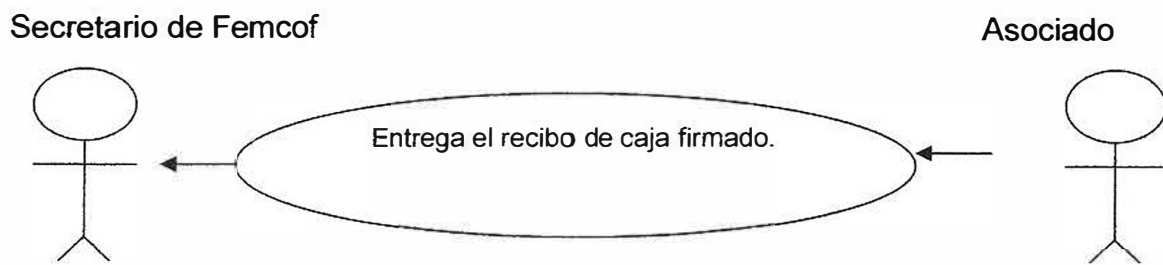 Secretario de Femcof
Asociado
Entrega el recibo de caja firmado.